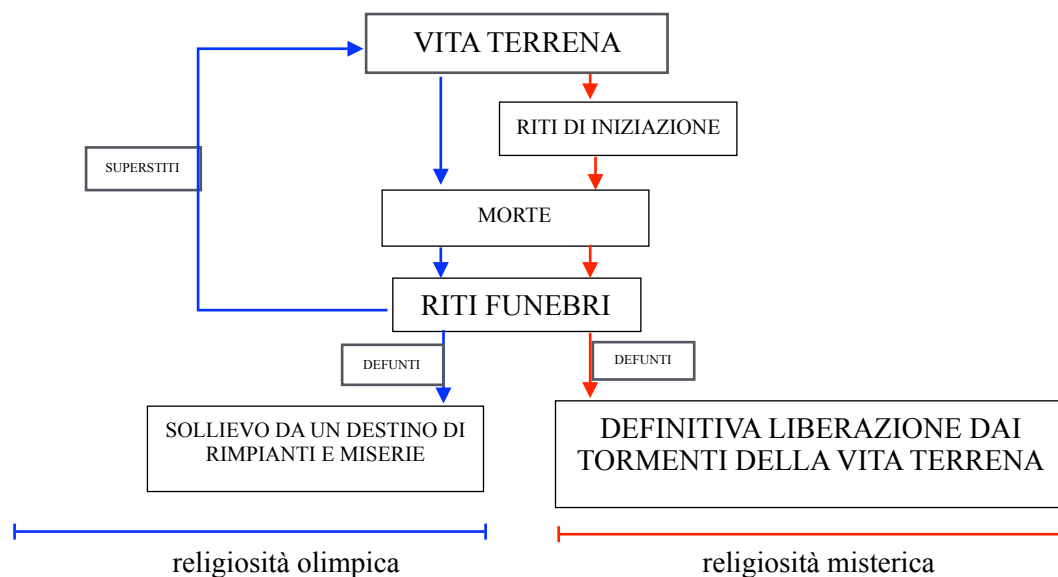 VITA TERRENA
RITI DI INIZIAZIONE
SUPERSTITI
MORTE
RITI FUNEBRI
DEFUNTI
DEFUNTI
SOLLIEVO DA UN DESTINO DI
RIMPIANTI E MISERIE
DEFINITIVA LIBERAZIONE DAI
TORMENTI DELLA VITA TERRENA
religiosità olimpica
religiosità misterica